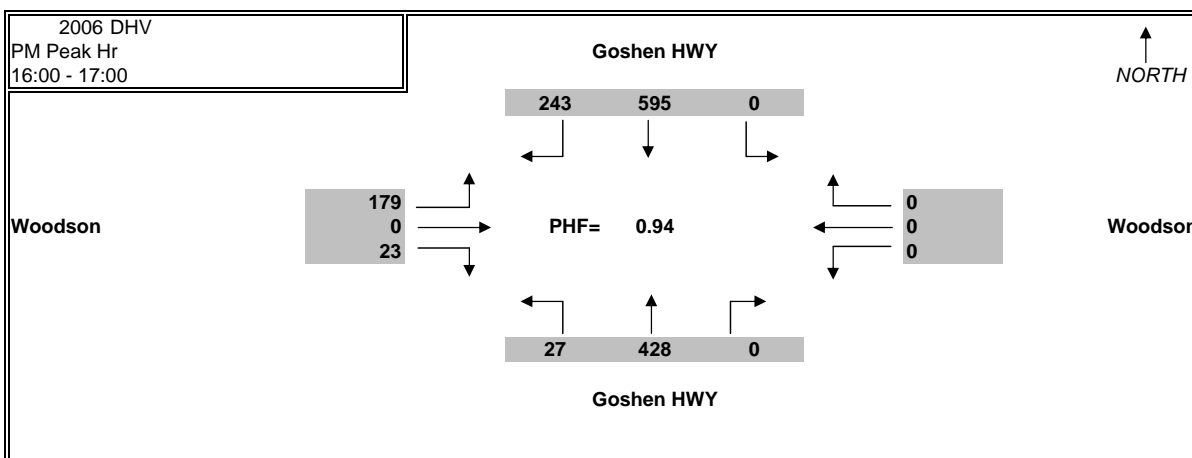 2006 DHV
PM Peak Hr
16:00 - 17:00
Goshen HWY
NORTH
243 595 0
179
0
23
Woodson
PHF= 0.94
0
0
0
Woodson
27 428 0
Goshen HWY